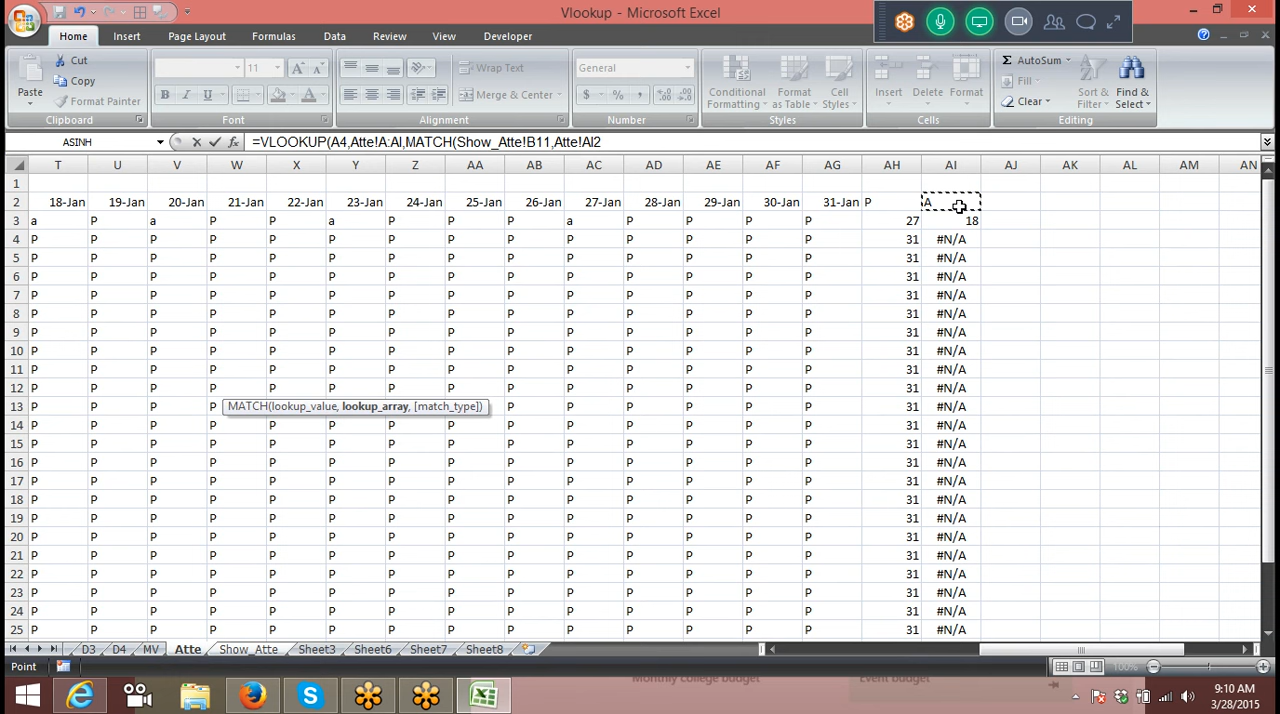 Vlookup - Microsoft Excel
Home Insert Page Layout Formulas Data Review View Developer
Paste Cut Copy Format Painter
11 A A B I U A
Wrap Text Merge & Center
General $ % ,
Conditional Formatting Format as Table Cell Styles
Insert Delete Format
Σ AutoSum Fill Clear Sort & Filter Find & Select
Clipboard Font Alignment Number Styles Cells Editing
ASINH fx =VLOOKUP(A4,Atte!A:AI,MATCH(Show_Atte!B11,Atte!AI2
T U V W X Y Z AA AB AC AD AE AF AG AH AI AJ AK AL AM AN
1
2 18-Jan 19-Jan 20-Jan 21-Jan 22-Jan 23-Jan 24-Jan 25-Jan 26-Jan 27-Jan 28-Jan 29-Jan 30-Jan 31-Jan P A
3 a P a P P a P P P a P P P P 27 18
4 P P P P P P P P P P P P P P 31 #N/A
5 P P P P P P P P P P P P P P 31 #N/A
6 P P P P P P P P P P P P P P 31 #N/A
7 P P P P P P P P P P P P P P 31 #N/A
8 P P P P P P P P P P P P P P 31 #N/A
9 P P P P P P P P P P P P P P 31 #N/A
10 P P P P P P P P P P P P P P 31 #N/A
11 P P P P P P P P P P P P P P 31 #N/A
12 P P P P P P P P P P P P P P 31 #N/A
13 P P P P MATCH(lookup_value, lookup_array, [match_type]) P P P P P P 31 #N/A
14 P P P P P P P P P P P P P P 31 #N/A
15 P P P P P P P P P P P P P P 31 #N/A
16 P P P P P P P P P P P P P P 31 #N/A
17 P P P P P P P P P P P P P P 31 #N/A
18 P P P P P P P P P P P P P P 31 #N/A
19 P P P P P P P P P P P P P P 31 #N/A
20 P P P P P P P P P P P P P P 31 #N/A
21 P P P P P P P P P P P P P P 31 #N/A
22 P P P P P P P P P P P P P P 31 #N/A
23 P P P P P P P P P P P P P P 31 #N/A
24 P P P P P P P P P P P P P P 31 #N/A
25 P P P P P P P P P P P P P P 31 #N/A
D3 D4 MV Atte Show_Atte Sheet3 Sheet6 Sheet7 Sheet8
Point 100%
Monthly college budget Event budget
9:10 AM
3/28/2015